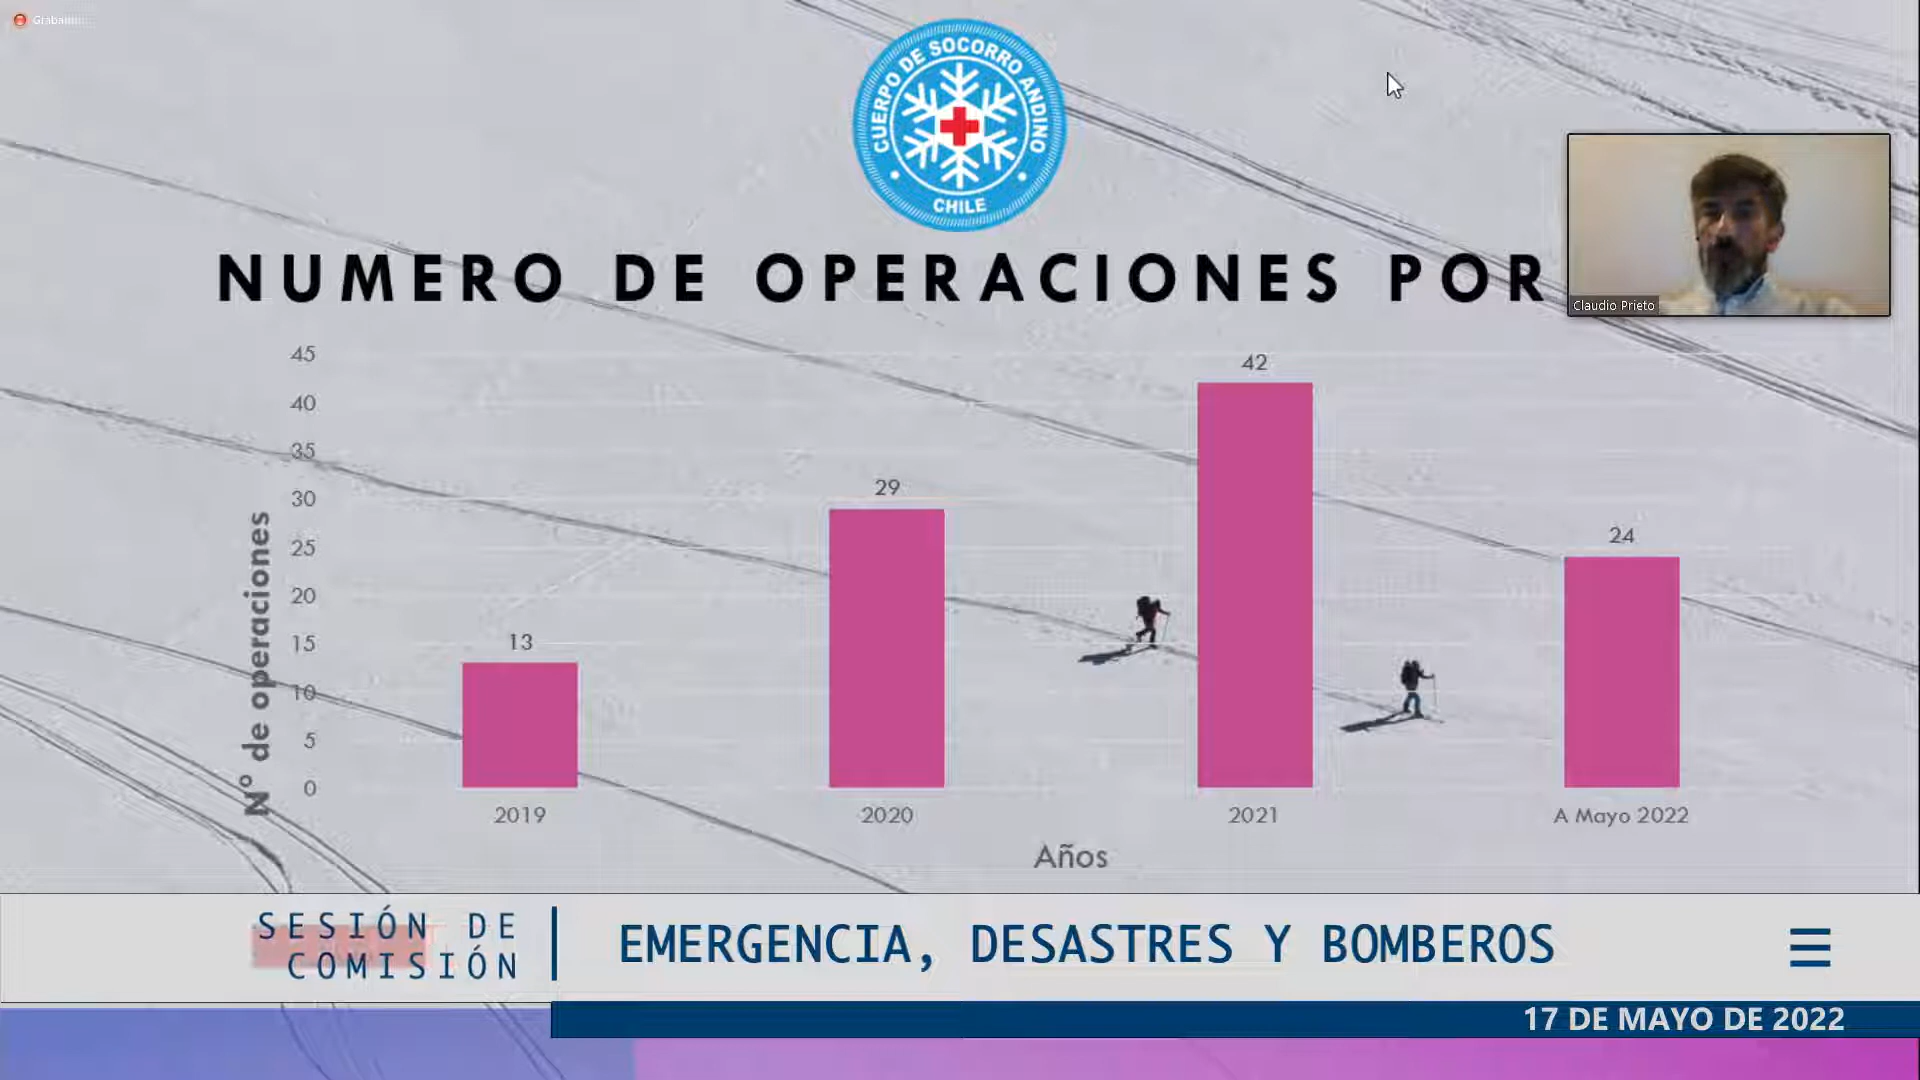 Graba
CUERPO DE SOCORRO ANDINO
CHILE
NUMERO DE OPERACIONES POR
Claudio Prieto
45
40
35
30
25
20
15
10
5
0
N° de operaciones
13
29
42
24
2019
2020
2021
A Mayo 2022
Años
SESIÓN DE
COMISIÓN
EMERGENCIA, DESASTRES Y BOMBEROS
17 DE MAYO DE 2022